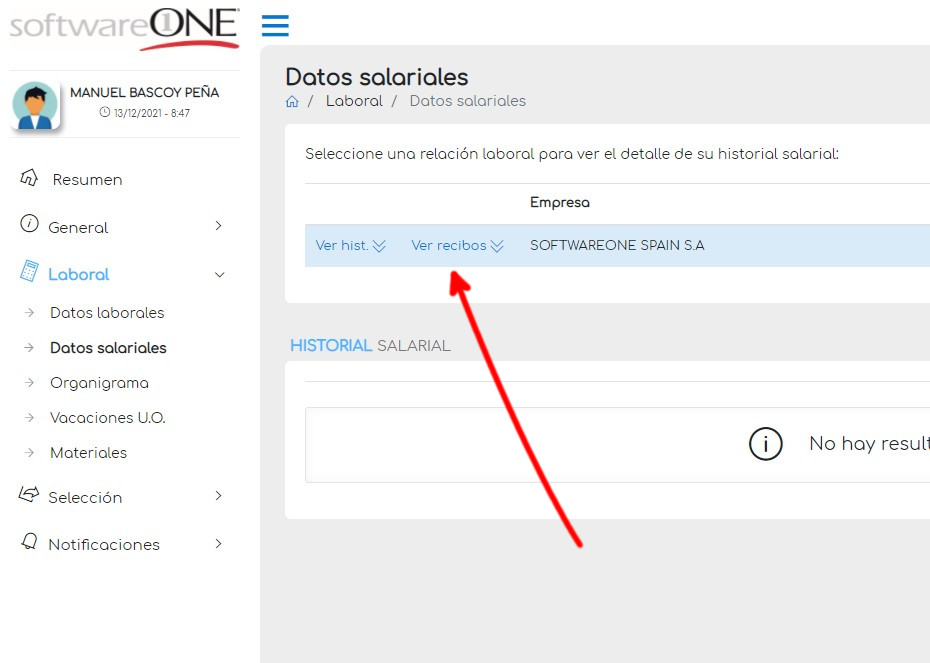 softwareONE
MANUEL BASCOY PEÑA
13/12/2021 - 8:47
Resumen
General
Laboral
Datos laborales
Datos salariales
Organigrama
Vacaciones U.O.
Materiales
Selección
Notificaciones
Datos salariales
/ Laboral / Datos salariales
Seleccione una relación laboral para ver el detalle de su historial salarial:
Empresa
Ver hist. Ver recibos SOFTWAREONE SPAIN S.A
HISTORIAL SALARIAL
No hay result